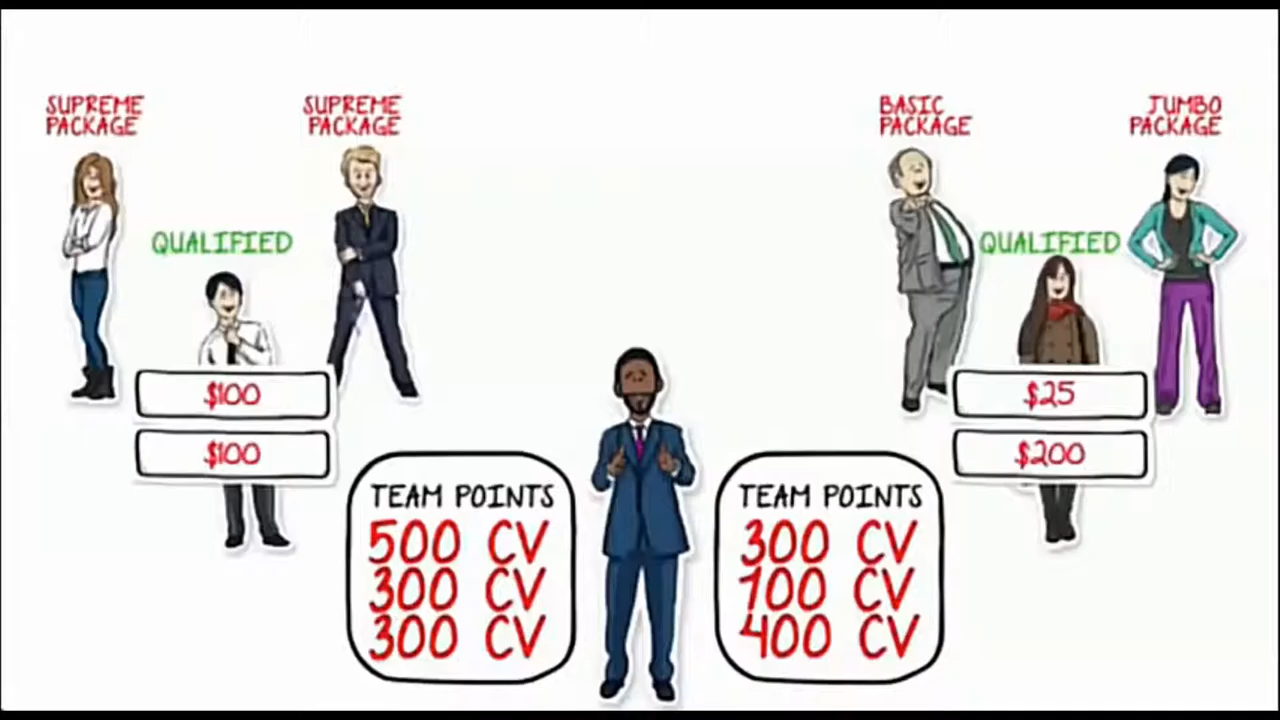 SUPREME
PACKAGE
SUPREME
PACKAGE
BASIC
PACKAGE
JUMBO
PACKAGE
QUALIFIED
QUALIFIED
$100
$100
$25
$200
TEAM POINTS
500 CV
300 CV
300 CV
TEAM POINTS
300 CV
100 CV
400 CV